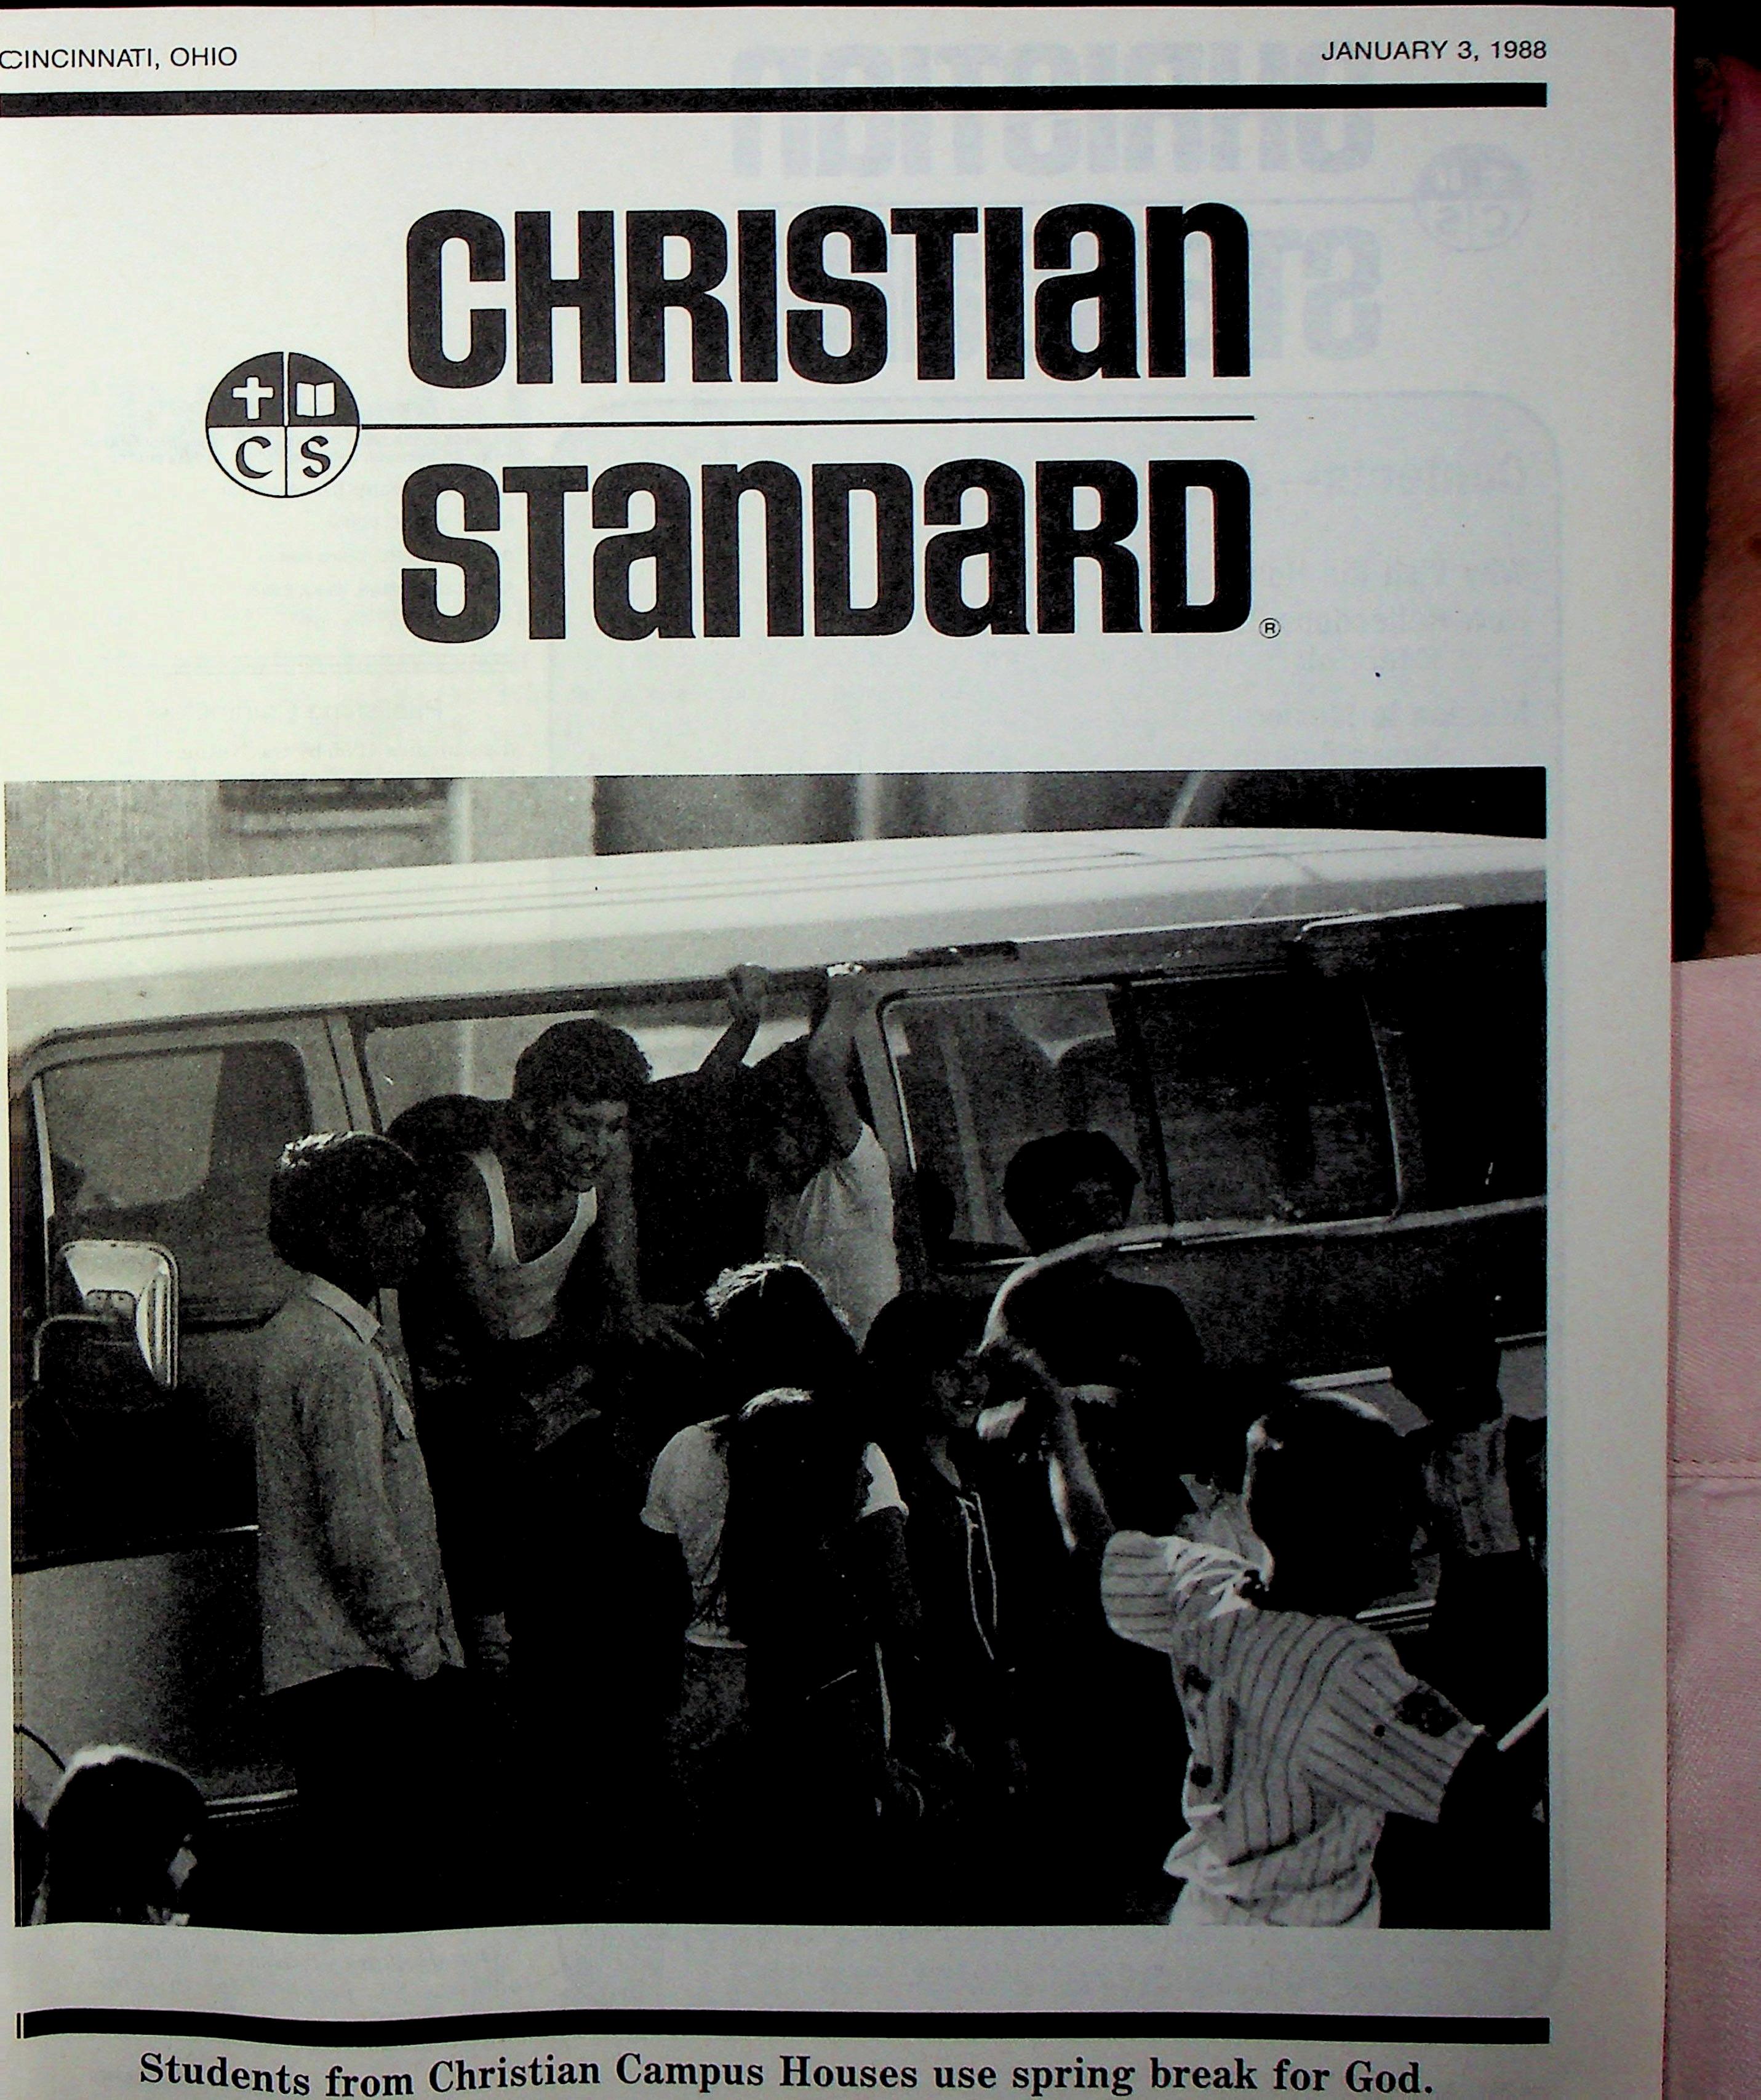 CINCINNATI, OHIO
JANUARY 3, 1988
CHRISTIAN
C S
STANDARD®
Students from Christian Campus Houses use spring break for God.